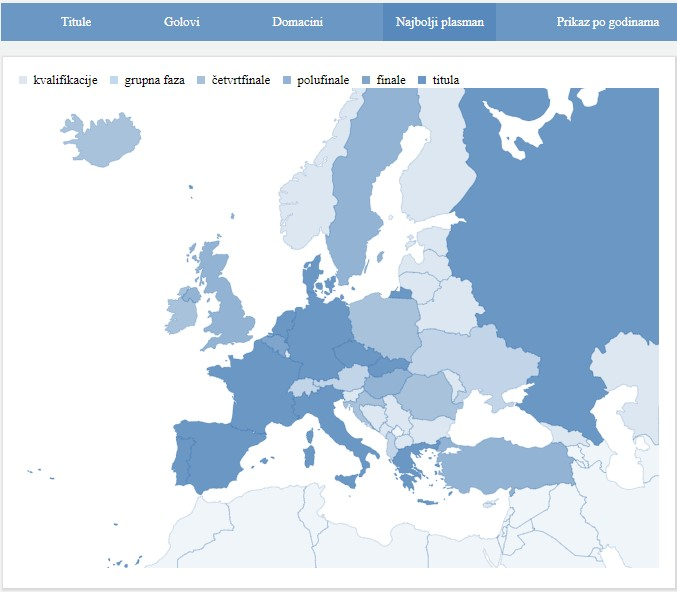 Titule Golovi Domacini Najbolji plasman Prikaz po godinama
kvalifikacije grupna faza četvrtfinale polufinale finale titula